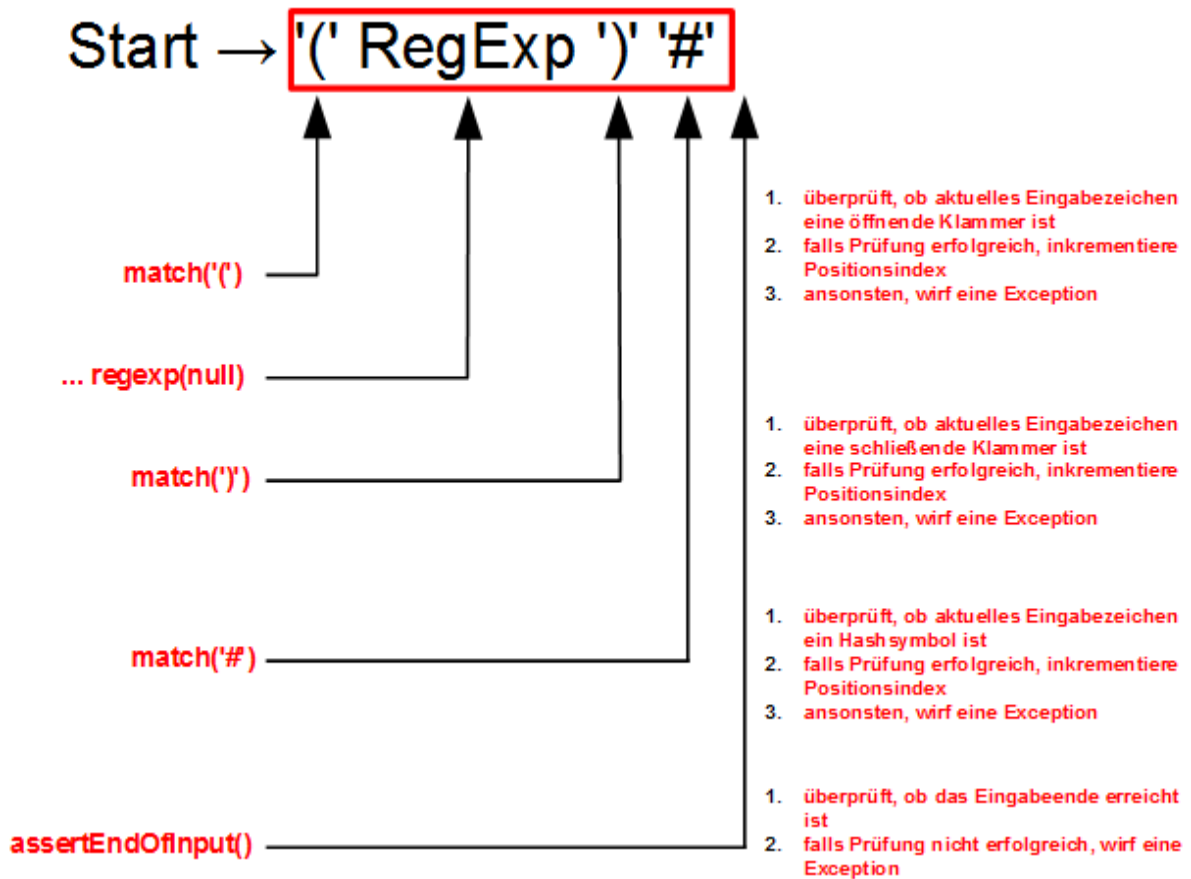 Start → '(' RegExp ')' '#'
1. überprüft, ob aktuelles Eingabezeichen
eine öffnende Klammer ist
2. falls Prüfung erfolgreich, inkrementiere
Positionsindex
3. ansonsten, wirf eine Exception
match('(')
... regexp(null)
1. überprüft, ob aktuelles Eingabezeichen
eine schließende Klammer ist
2. falls Prüfung erfolgreich, inkrementiere
Positionsindex
3. ansonsten, wirf eine Exception
match(')')
1. überprüft, ob aktuelles Eingabezeichen
ein Hashsymbol ist
2. falls Prüfung erfolgreich, inkrementiere
Positionsindex
3. ansonsten, wirf eine Exception
match('#')
1. überprüft, ob das Eingabeende erreicht
ist
2. falls Prüfung nicht erfolgreich, wirf eine
Exception
assertEndOfInput()